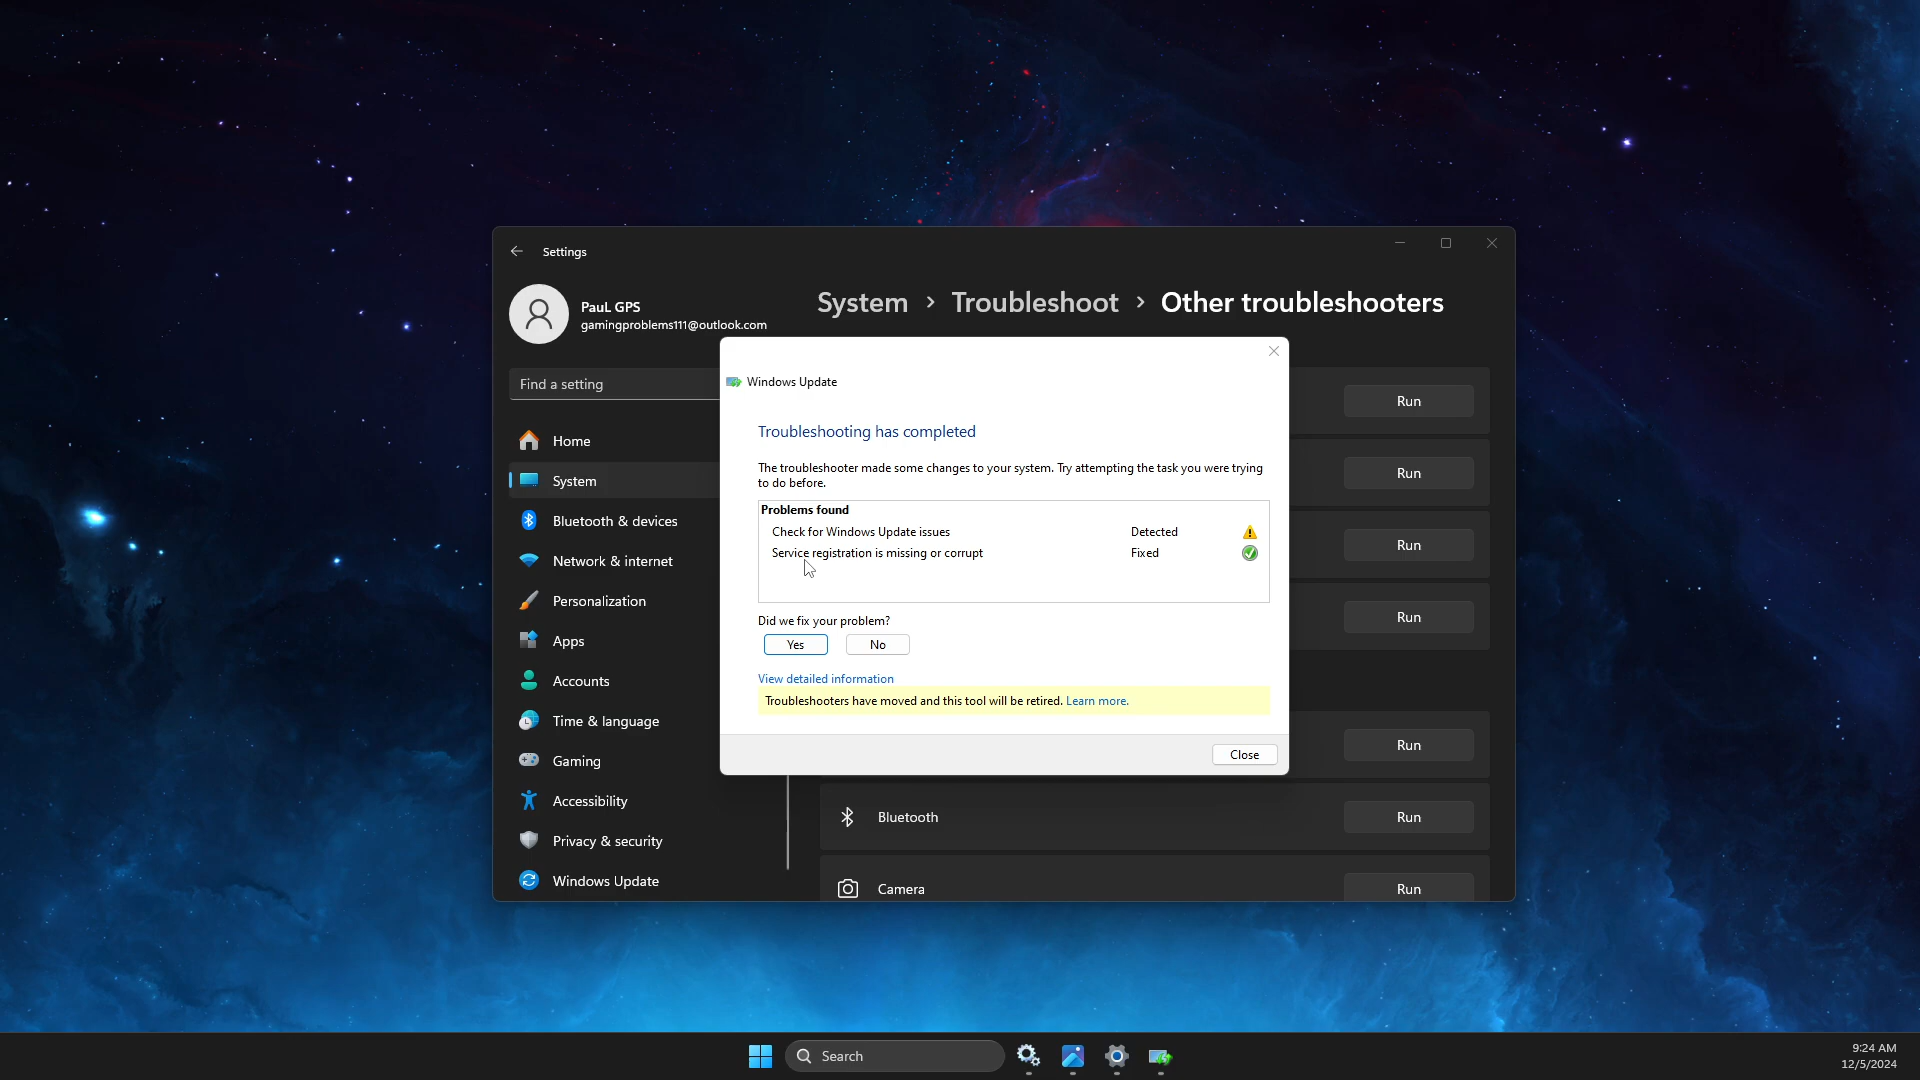 Settings
PauL GPS
gamingproblems111@outlook.com
System > Troubleshoot > Other troubleshooters
Find a setting
Home
System
Bluetooth & devices
Network & internet
Personalization
Apps
Accounts
Time & language
Gaming
Accessibility
Privacy & security
Windows Update
Run
Run
Run
Run
Run
Bluetooth
Run
Camera
Run
Windows Update
Troubleshooting has completed
The troubleshooter made some changes to your system. Try attempting the task you were trying
to do before.
Problems found
Check for Windows Update issues Detected
Service registration is missing or corrupt Fixed
Did we fix your problem?
Yes No
View detailed information
Troubleshooters have moved and this tool will be retired. Learn more.
Close
Search
9:24 AM
12/5/2024